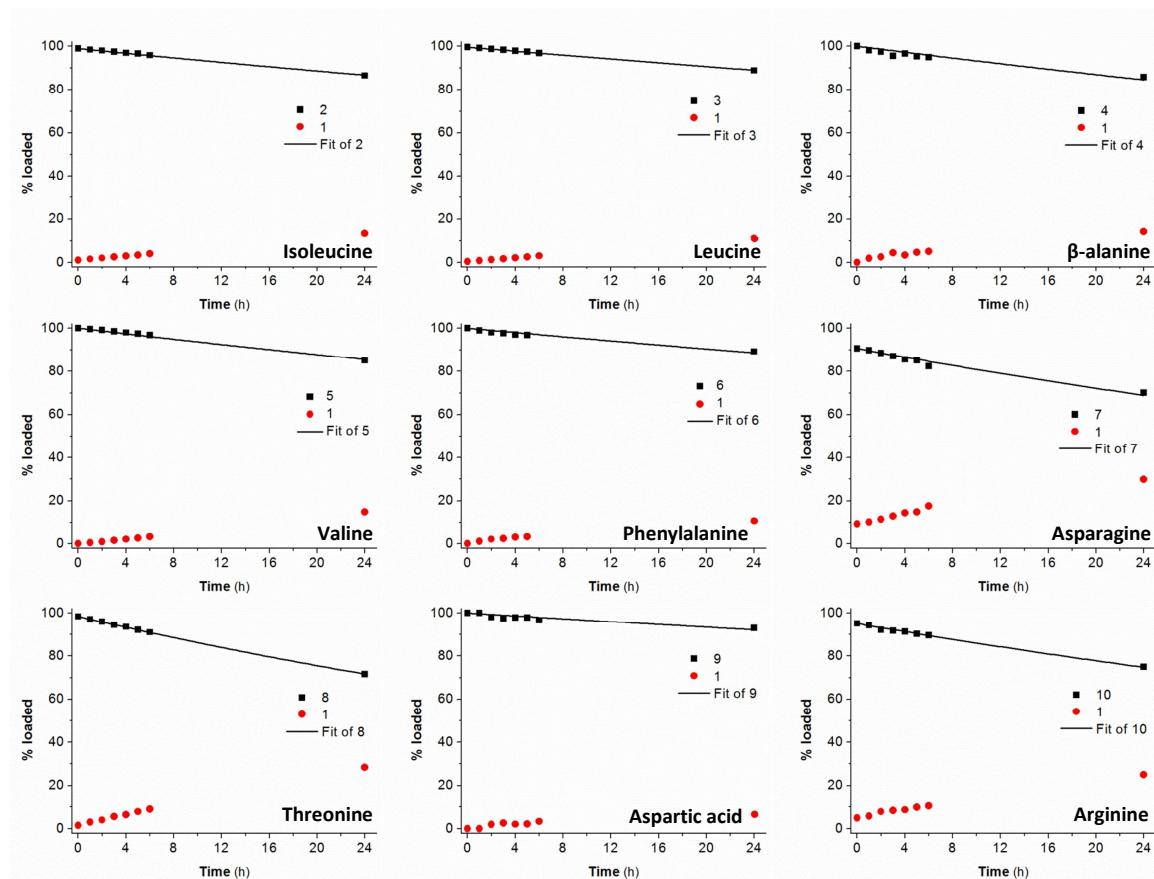 100
80
60
40
20
0
% loaded
2
1
Fit of 2
Isoleucine
0 4 8 12 16 20 24
Time (h)
100
80
60
40
20
0
% loaded
3
1
Fit of 3
Leucine
0 4 8 12 16 20 24
Time (h)
100
80
60
40
20
0
% loaded
4
1
Fit of 4
β-alanine
0 4 8 12 16 20 24
Time (h)
100
80
60
40
20
0
% loaded
5
1
Fit of 5
Valine
0 4 8 12 16 20 24
Time (h)
100
80
60
40
20
0
% loaded
6
1
Fit of 6
Phenylalanine
0 4 8 12 16 20 24
Time (h)
100
80
60
40
20
0
% loaded
7
1
Fit of 7
Asparagine
0 4 8 12 16 20 24
Time (h)
100
80
60
40
20
0
% loaded
8
1
Fit of 8
Threonine
0 4 8 12 16 20 24
Time (h)
100
80
60
40
20
0
% loaded
9
1
Fit of 9
Aspartic acid
0 4 8 12 16 20 24
Time (h)
100
80
60
40
20
0
% loaded
10
1
Fit of 10
Arginine
0 4 8 12 16 20 24
Time (h)